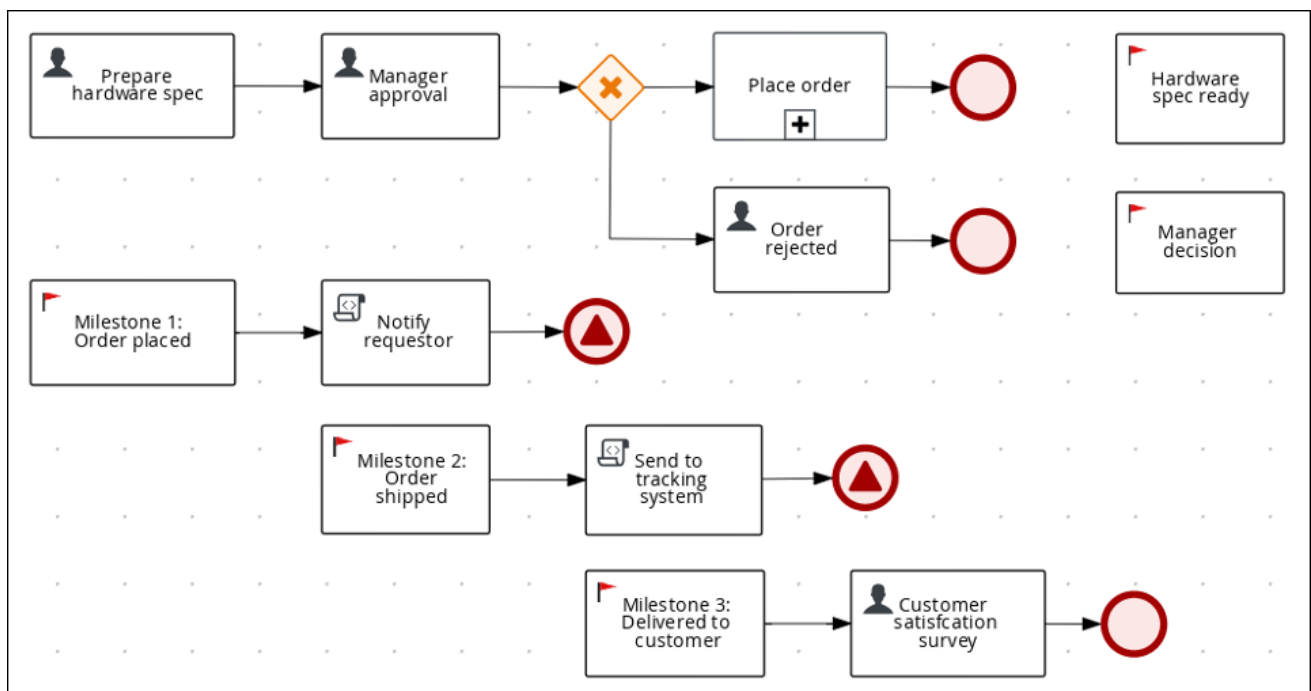 Prepare
hardware spec
Manager
approval
Place order
Hardware
spec ready
Order
rejected
Manager
decision
Milestone 1:
Order placed
Notify
requestor
Milestone 2:
Order
shipped
Send to
tracking
system
Milestone 3:
Delivered to
customer
Customer
satisfcation
survey